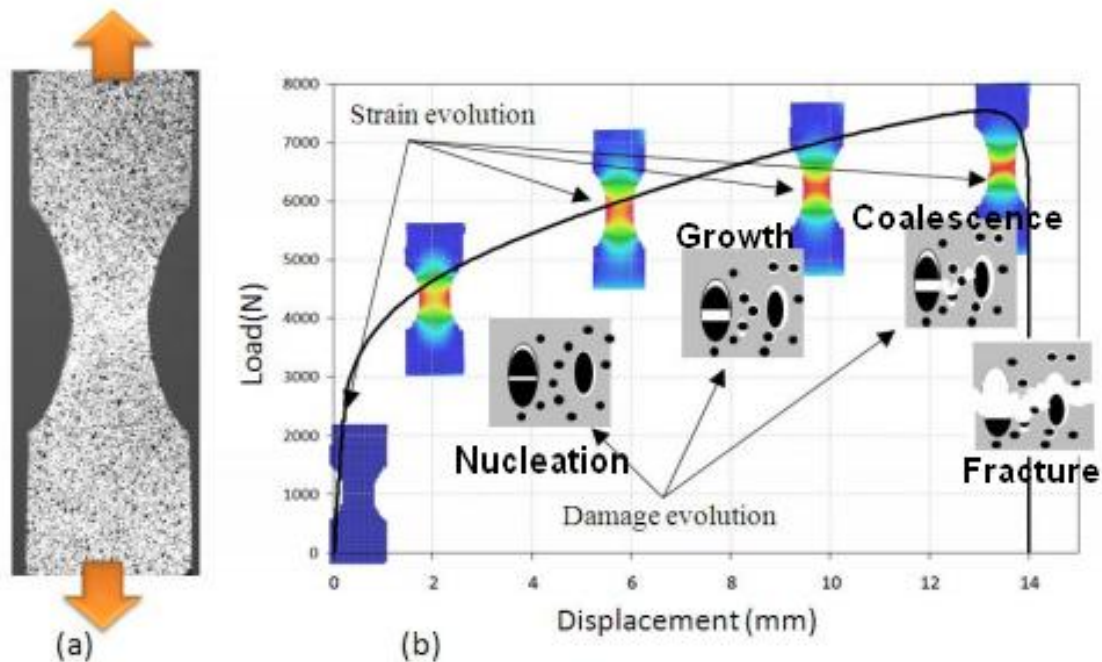 8000
7000
6000
5000
4000
3000
2000
1000
0
Load(N)
Strain evolution
Growth
Coalescence
Nucleation
Fracture
Damage evolution
0 2 4 6 8 10 12 14
Displacement (mm)
(a)
(b)